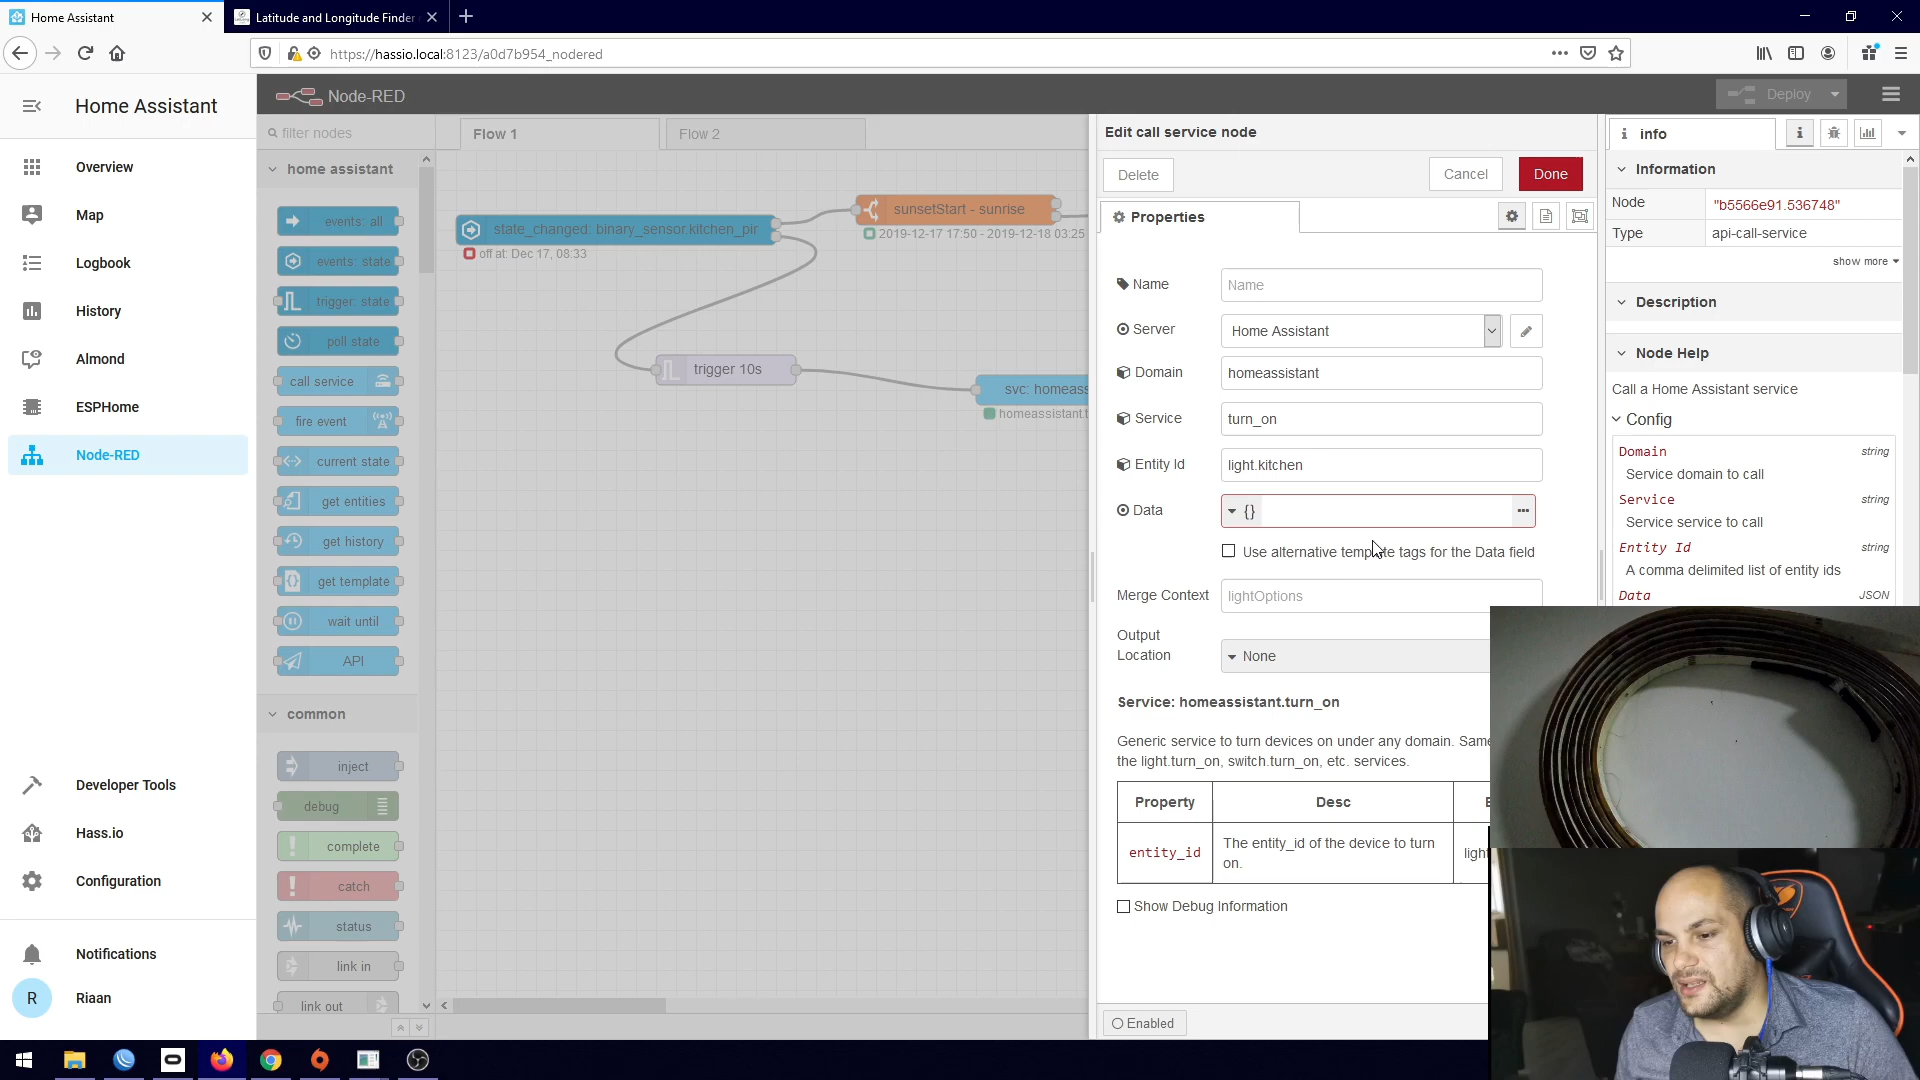 Home Assistant
Latitude and Longitude Finder
https://hassio.local:8123/a0d7b954_nodered
Home Assistant
Node-RED
Deploy
filter nodes
Flow 1
Flow 2
Edit call service node
info
home assistant
Delete
Cancel
Done
Information
Overview
Map
Logbook
History
Almond
ESPHome
Node-RED
events: all
events: state
trigger: state
poll state
call service
fire event
current state
get entities
get history
get template
wait until
API
common
inject
debug
complete
catch
status
link in
link out
state_changed: binary_sensor.kitchen_pir
off at: Dec 17, 08:33
sunsetStart - sunrise
2019-12-17 17:50 - 2019-12-18 03:25
trigger 10s
svc: homeass
homeassistant.t
Properties
Name
Name
Server
Home Assistant
Domain
homeassistant
Service
turn_on
Entity Id
light.kitchen
Data
{}
Use alternative template tags for the Data field
Merge Context
lightOptions
Output
Location
None
Service: homeassistant.turn_on
Generic service to turn devices on under any domain. Same
the light.turn_on, switch.turn_on, etc. services.
Property
Desc
entity_id
The entity_id of the device to turn
on.
light
Show Debug Information
Enabled
Node
"b5566e91.536748"
Type
api-call-service
show more
Description
Node Help
Call a Home Assistant service
Config
Domain
string
Service domain to call
Service
string
Service service to call
Entity Id
string
A comma delimited list of entity ids
Data
JSON
Developer Tools
Hass.io
Configuration
Notifications
R
Riaan